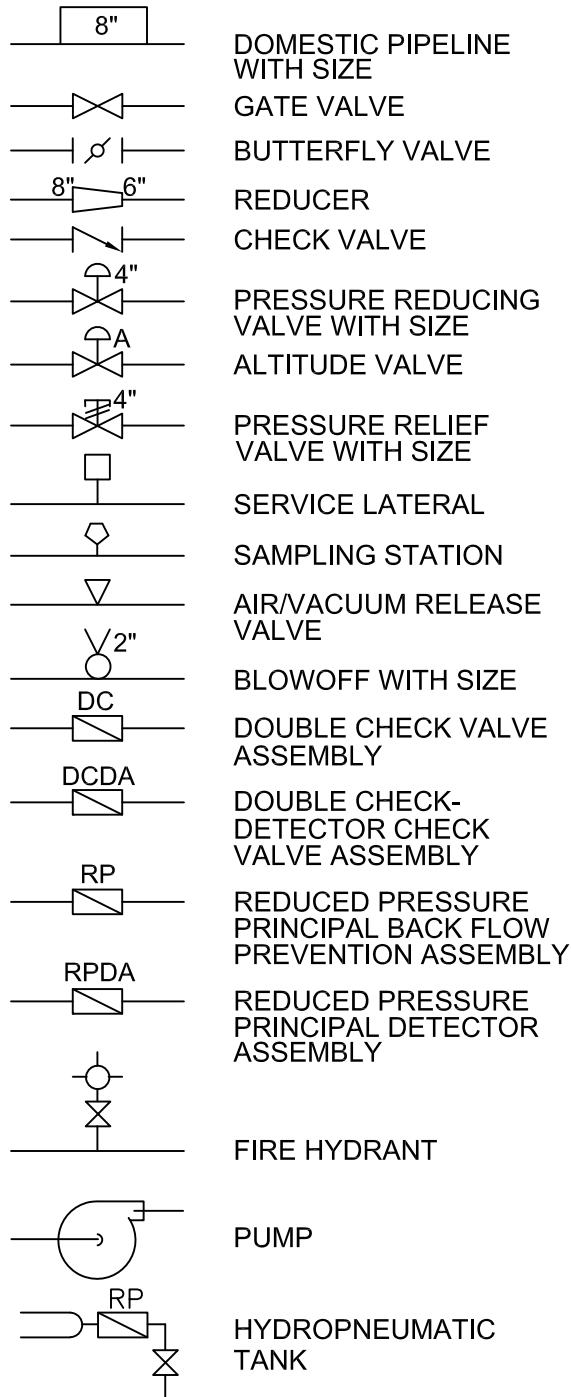 8"
DOMESTIC PIPELINE
WITH SIZE
GATE VALVE
BUTTERFLY VALVE
8" 6"
REDUCER
CHECK VALVE
4"
PRESSURE REDUCING
VALVE WITH SIZE
A
ALTITUDE VALVE
4"
PRESSURE RELIEF
VALVE WITH SIZE
SERVICE LATERAL
SAMPLING STATION
AIR/VACUUM RELEASE
VALVE
2"
BLOWOFF WITH SIZE
DC
DOUBLE CHECK VALVE
ASSEMBLY
DCDA
DOUBLE CHECK-
DETECTOR CHECK
VALVE ASSEMBLY
RP
REDUCED PRESSURE
PRINCIPAL BACK FLOW
PREVENTION ASSEMBLY
RPDA
REDUCED PRESSURE
PRINCIPAL DETECTOR
ASSEMBLY
FIRE HYDRANT
PUMP
RP
HYDROPNEUMATIC
TANK